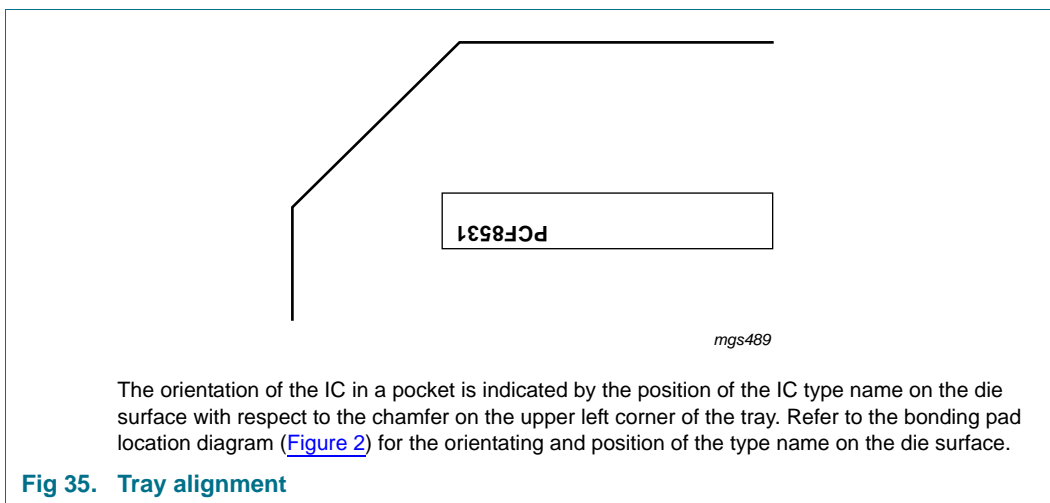 PCF8531
mgs489
The orientation of the IC in a pocket is indicated by the position of the IC type name on the die
surface with respect to the chamfer on the upper left corner of the tray. Refer to the bonding pad
location diagram (Figure 2) for the orientating and position of the type name on the die surface.
Fig 35. Tray alignment